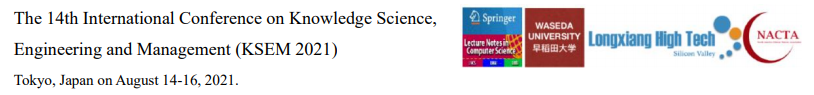 The 14th International Conference on Knowledge Science,
Engineering and Management (KSEM 2021)
Tokyo, Japan on August 14-16, 2021.
Springer
Lecture Notes in
Computer Science
WASEDA
UNIVERSITY
早稲田大学
Longxiang High Tech
Silicon Valley
NACTA